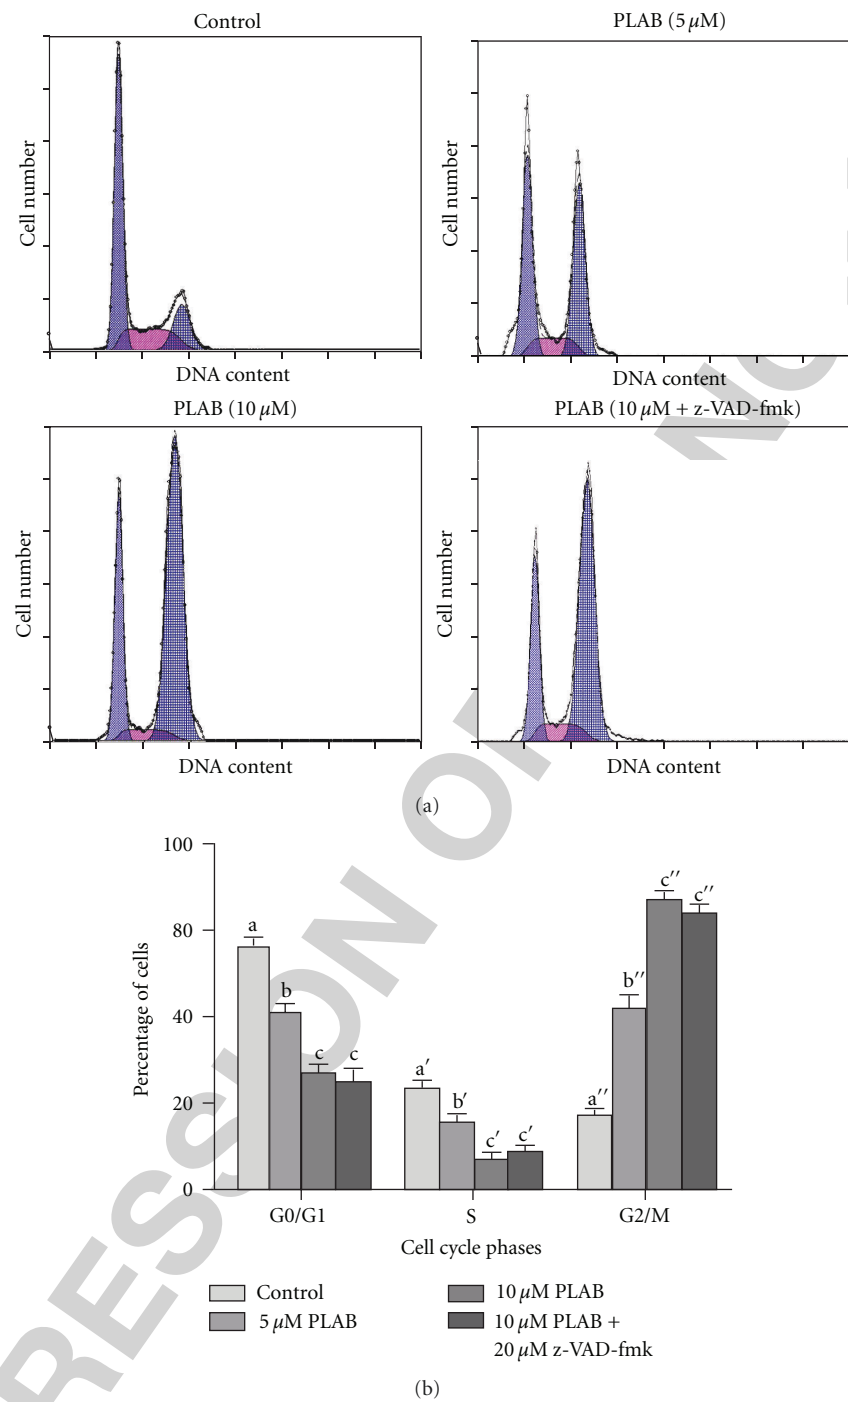 Control
PLAB (5 μM)
Cell number
Cell number
DNA content
DNA content
PLAB (10 μM)
PLAB (10 μM + z-VAD-fmk)
Cell number
Cell number
DNA content
DNA content
(a)
100
80
40
20
0
Percentage of cells
a
b
c
c
a′
b′
c′
c′
a′′
b′′
c′′
c′′
G0/G1
S
G2/M
Cell cycle phases
Control
5 μM PLAB
10 μM PLAB
10 μM PLAB +
20 μM z-VAD-fmk
(b)